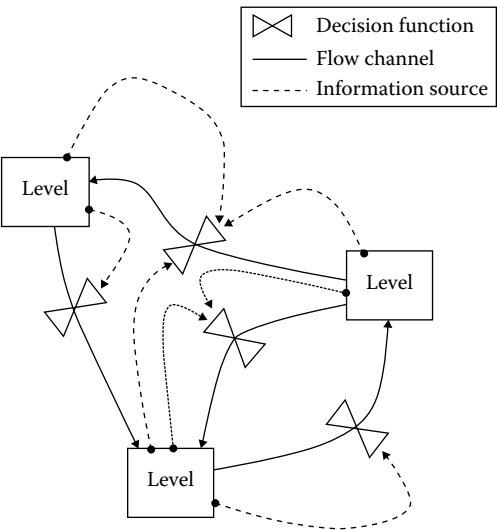 Decision function
Flow channel
Information source
Level
Level
Level